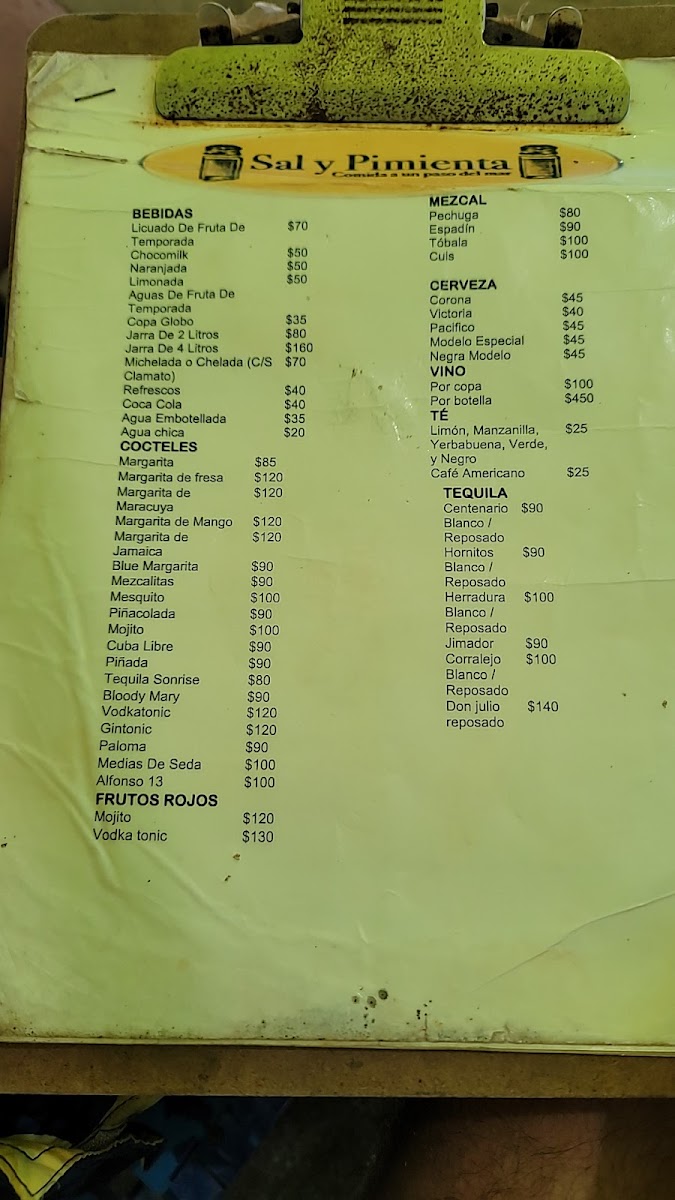 Sal y Pimienta
Comida a un paso del mar
BEBIDAS
Licuado De Fruta De $70
Temporada
Chocomilk $50
Naranjada $50
Limonada $50
Aguas De Fruta De
Temporada
Copa Globo $35
Jarra De 2 Litros $80
Jarra De 4 Litros $160
Michelada o Chelada (C/S $70
Clamato)
Refrescos $40
Coca Cola $40
Agua Embotellada $35
Agua chica $20
COCTELES
Margarita $85
Margarita de fresa $120
Margarita de $120
Maracuya
Margarita de Mango $120
Margarita de $120
Jamaica
Blue Margarita $90
Mezcalitas $90
Mesquito $100
Piñacolada $90
Mojito $100
Cuba Libre $90
Piñada $90
Tequila Sonrise $80
Bloody Mary $90
Vodkatonic $120
Gintonic $120
Paloma $90
Medias De Seda $100
Alfonso 13 $100
FRUTOS ROJOS
Mojito $120
Vodka tonic $130
MEZCAL
Pechuga $80
Espadín $90
Tóbala $100
Cuis $100
CERVEZA
Corona $45
Victoria $40
Pacifico $45
Modelo Especial $45
Negra Modelo $45
VINO
Por copa $100
Por botella $450
TÉ
Limón, Manzanilla, $25
Yerbabuena, Verde,
y Negro
Café Americano $25
TEQUILA
Centenario $90
Blanco /
Reposado
Hornitos $90
Blanco /
Reposado
Herradura $100
Blanco /
Reposado
Jimador $90
Corralejo $100
Blanco /
Reposado
Don julio $140
reposado